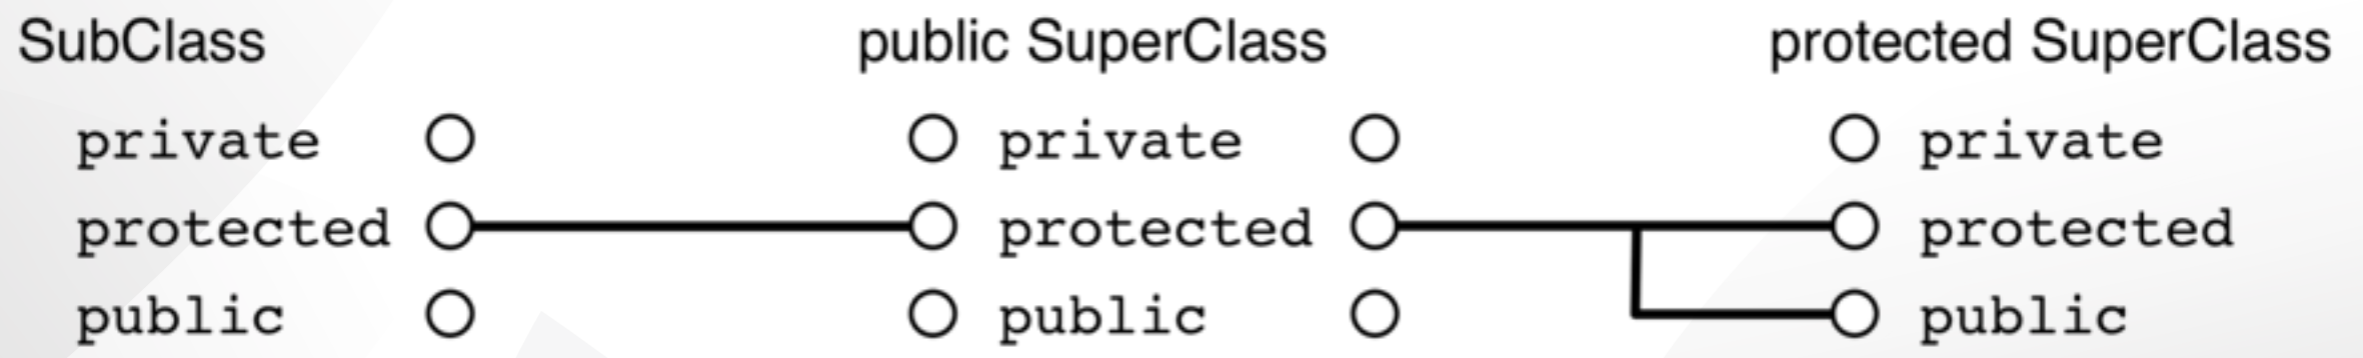 SubClass public SuperClass protected SuperClass
private private private
protected protected protected
public public public